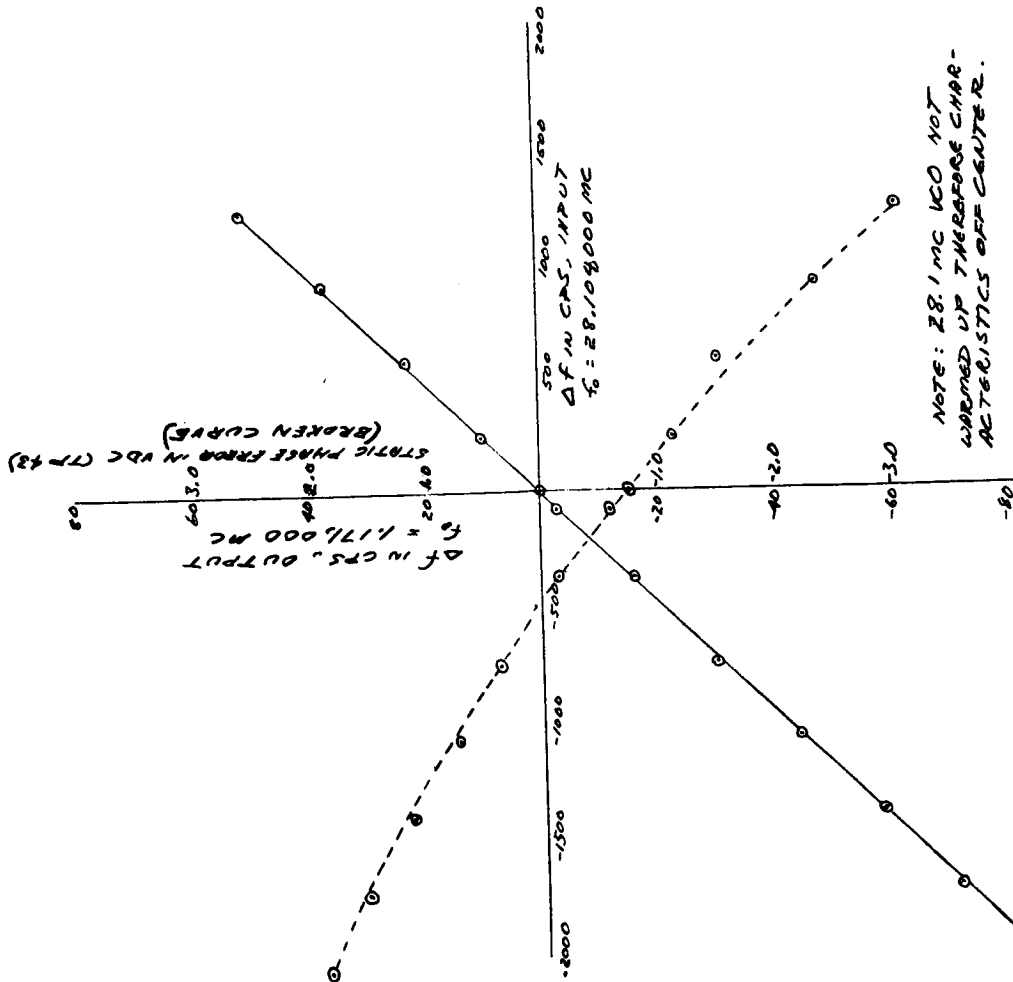 STATIC PHASE ERROR IN VDC (TP 43)
(BROKEN CURVE)
Δf IN CPS, OUTPUT
f₀ = 1.171,000 MC
80
60 3.0
40 2.0
20 1.0
-20 -1.0
-40 -2.0
-60 -3.0
-80
2000
1500
1000
500
-500
-1000
-1500
-2000
Δf IN CPS, INPUT
f₀ = 28.104000 MC
NOTE: 28.1 MC VCO NOT
WARMED UP THEREFORE CHAR-
ACTERISTICS OFF CENTER.